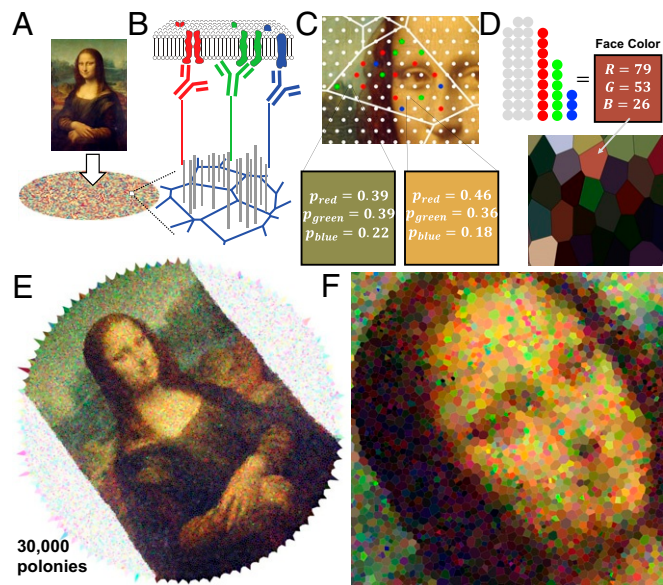 A
B
C
D
Face Color
R = 79
G = 53
B = 26
=
p_red = 0.39
p_green = 0.39
p_blue = 0.22
p_red = 0.46
p_green = 0.36
p_blue = 0.18
E
F
30,000
polonies